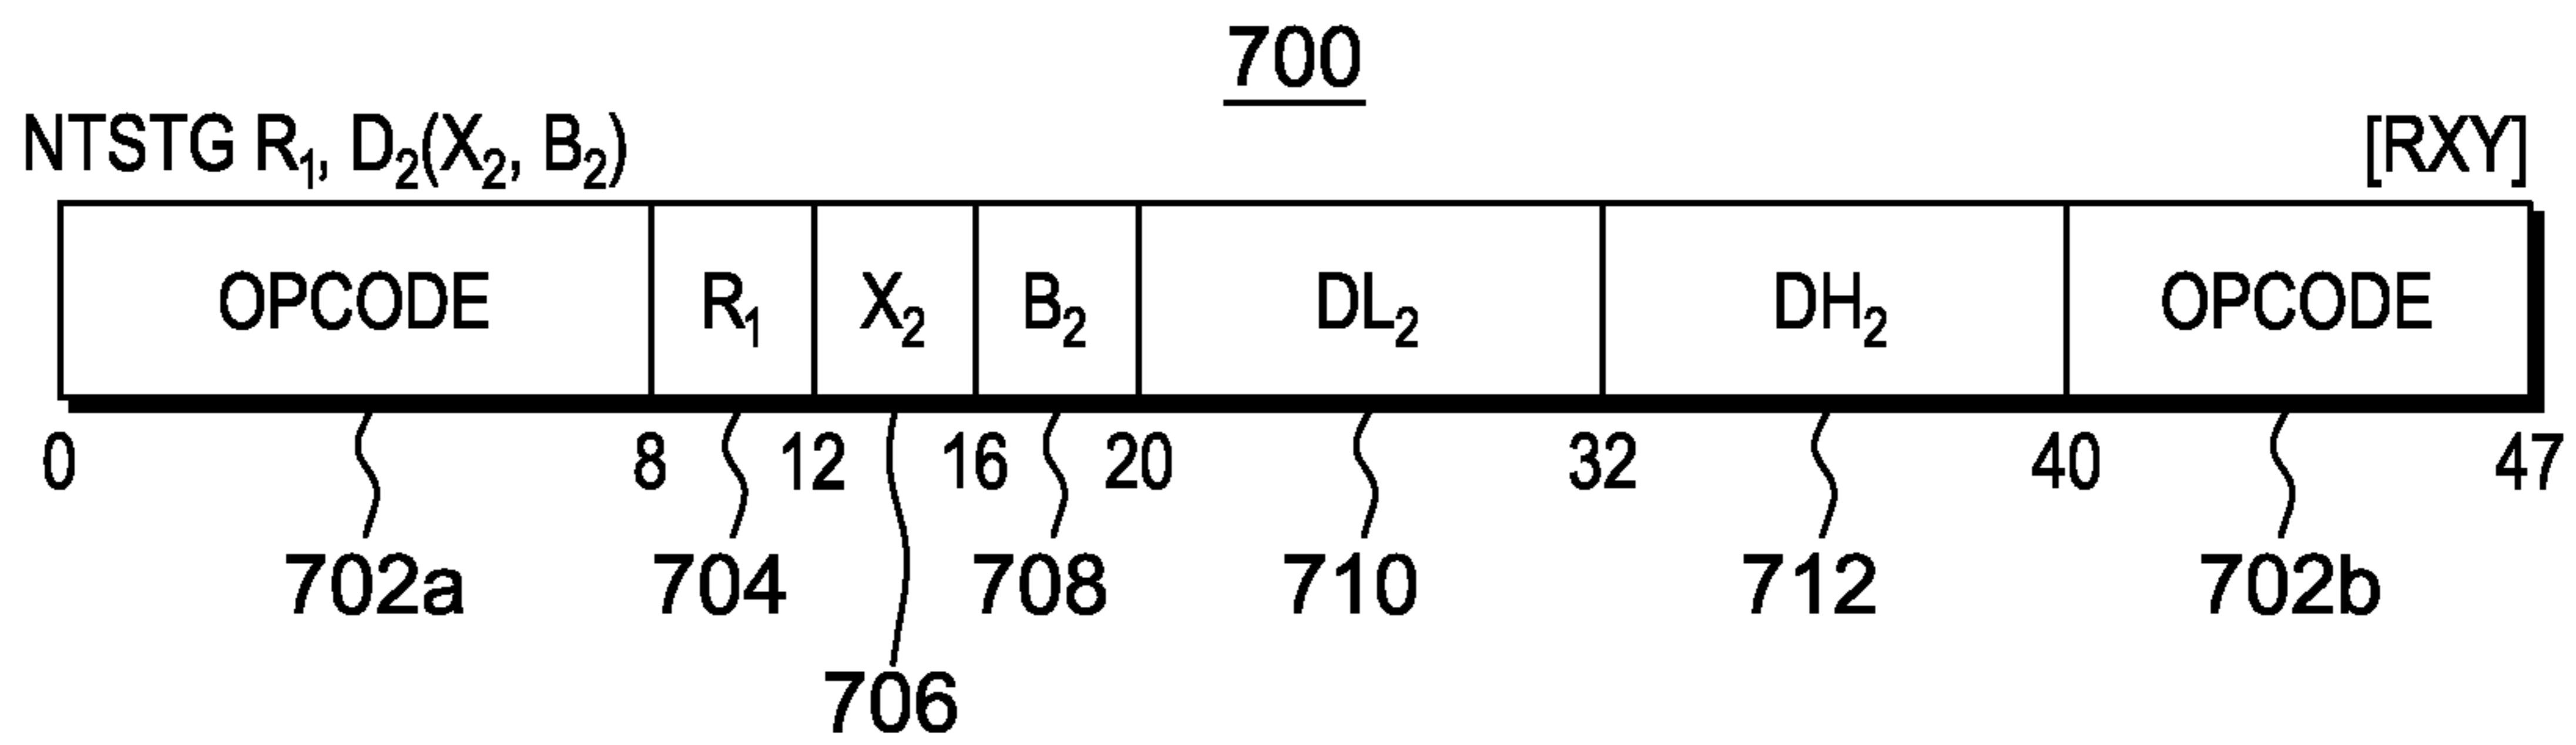 700
NTSTG R₁, D₂(X₂, B₂) [RXY]
OPCODE R₁ X₂ B₂ DL₂ DH₂ OPCODE
0 8 12 16 20 32 40 47
702a 704 708 710 712 702b
706